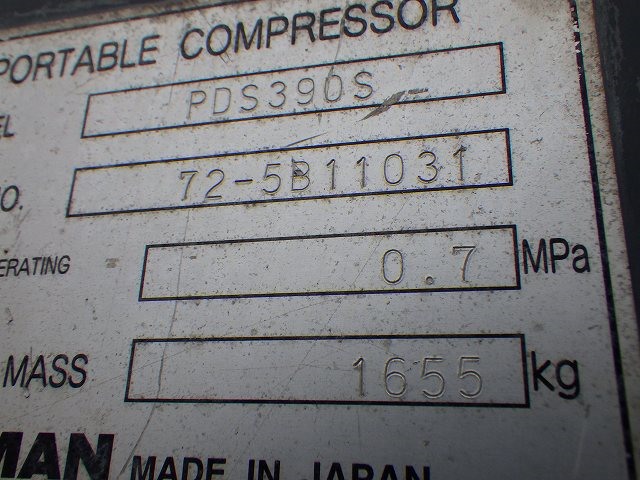 PORTABLE COMPRESSOR
EL PDS390S
O. 72-5B11031
ERATING 0.7 MPa
MASS 1655 kg
MAN MADE IN JAPAN